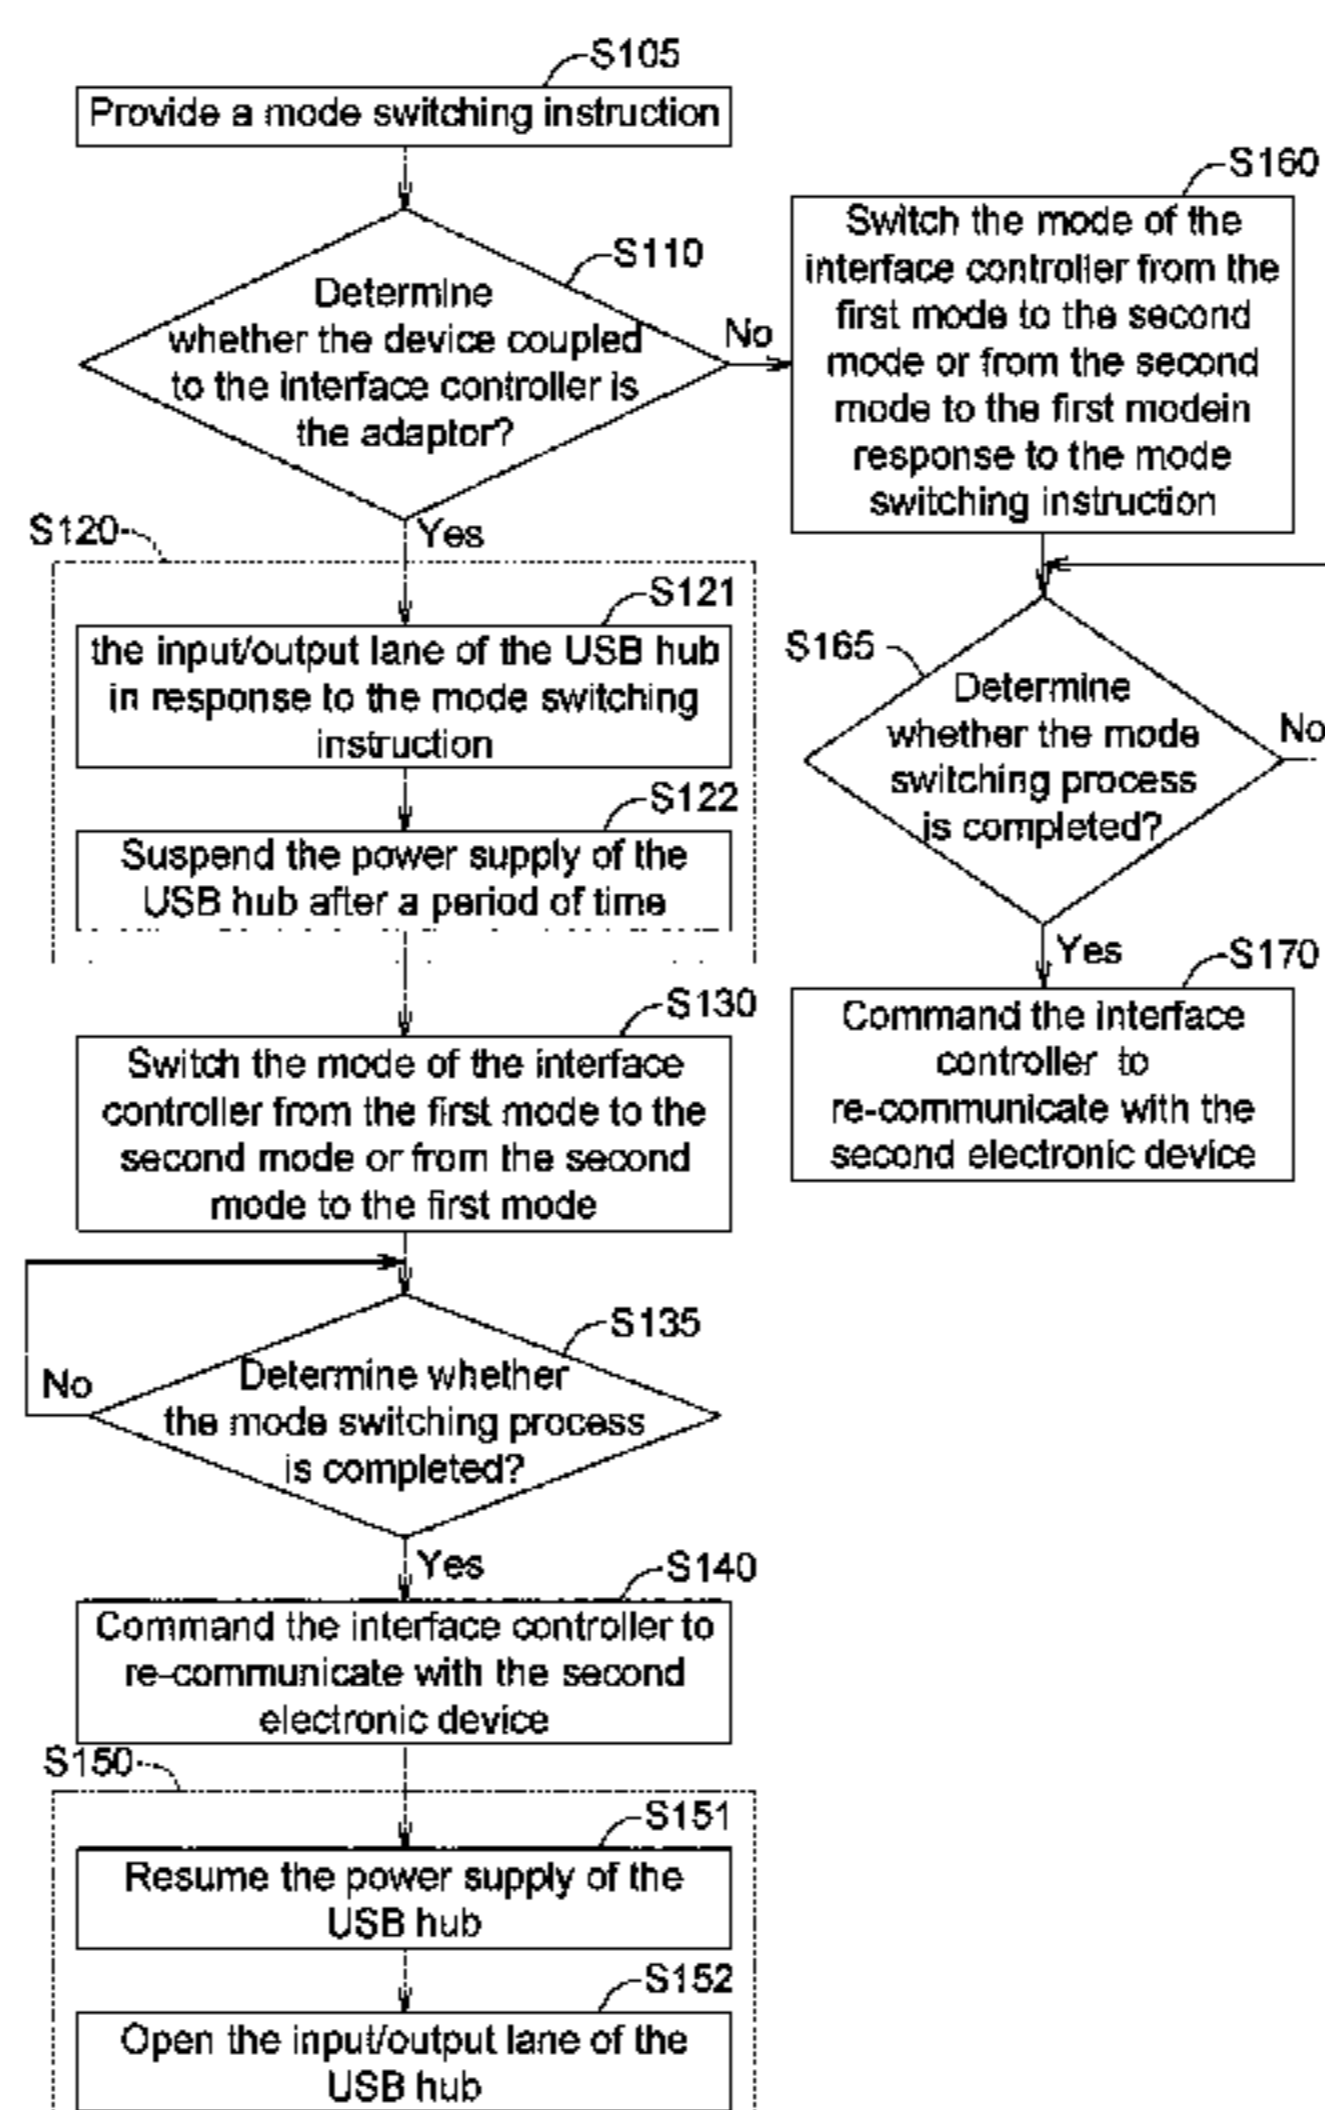 S105
Provide a mode switching instruction
S110
Determine
whether the device coupled
to the interface controller is
the adaptor?
No
Yes
S160
Switch the mode of the
interface controller from the
first mode to the second
mode or from the second
mode to the first modein
response to the mode
switching instruction
S165
Determine
whether the mode
switching process
is completed?
No
Yes
S170
Command the interface
controller to
re-communicate with the
second electronic device
S120
S121
the input/output lane of the USB hub
in response to the mode switching
instruction
S122
Suspend the power supply of the
USB hub after a period of time
S130
Switch the mode of the interface
controller from the first mode to the
second mode or from the second
mode to the first mode
S135
Determine whether
the mode switching process
is completed?
No
Yes
S140
Command the interface controller to
re-communicate with the second
electronic device
S150
S151
Resume the power supply of the
USB hub
S152
Open the input/output lane of the
USB hub